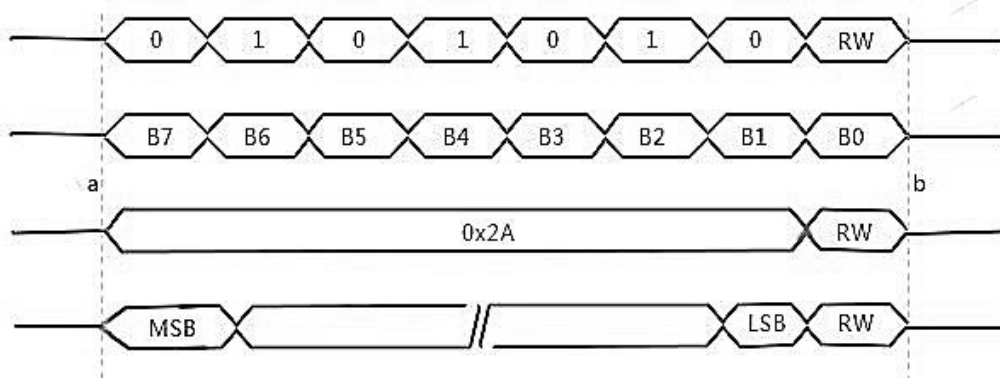 0 1 0 1 0 1 0 RW
B7 B6 B5 B4 B3 B2 B1 B0
a b
0x2A RW
MSB LSB RW